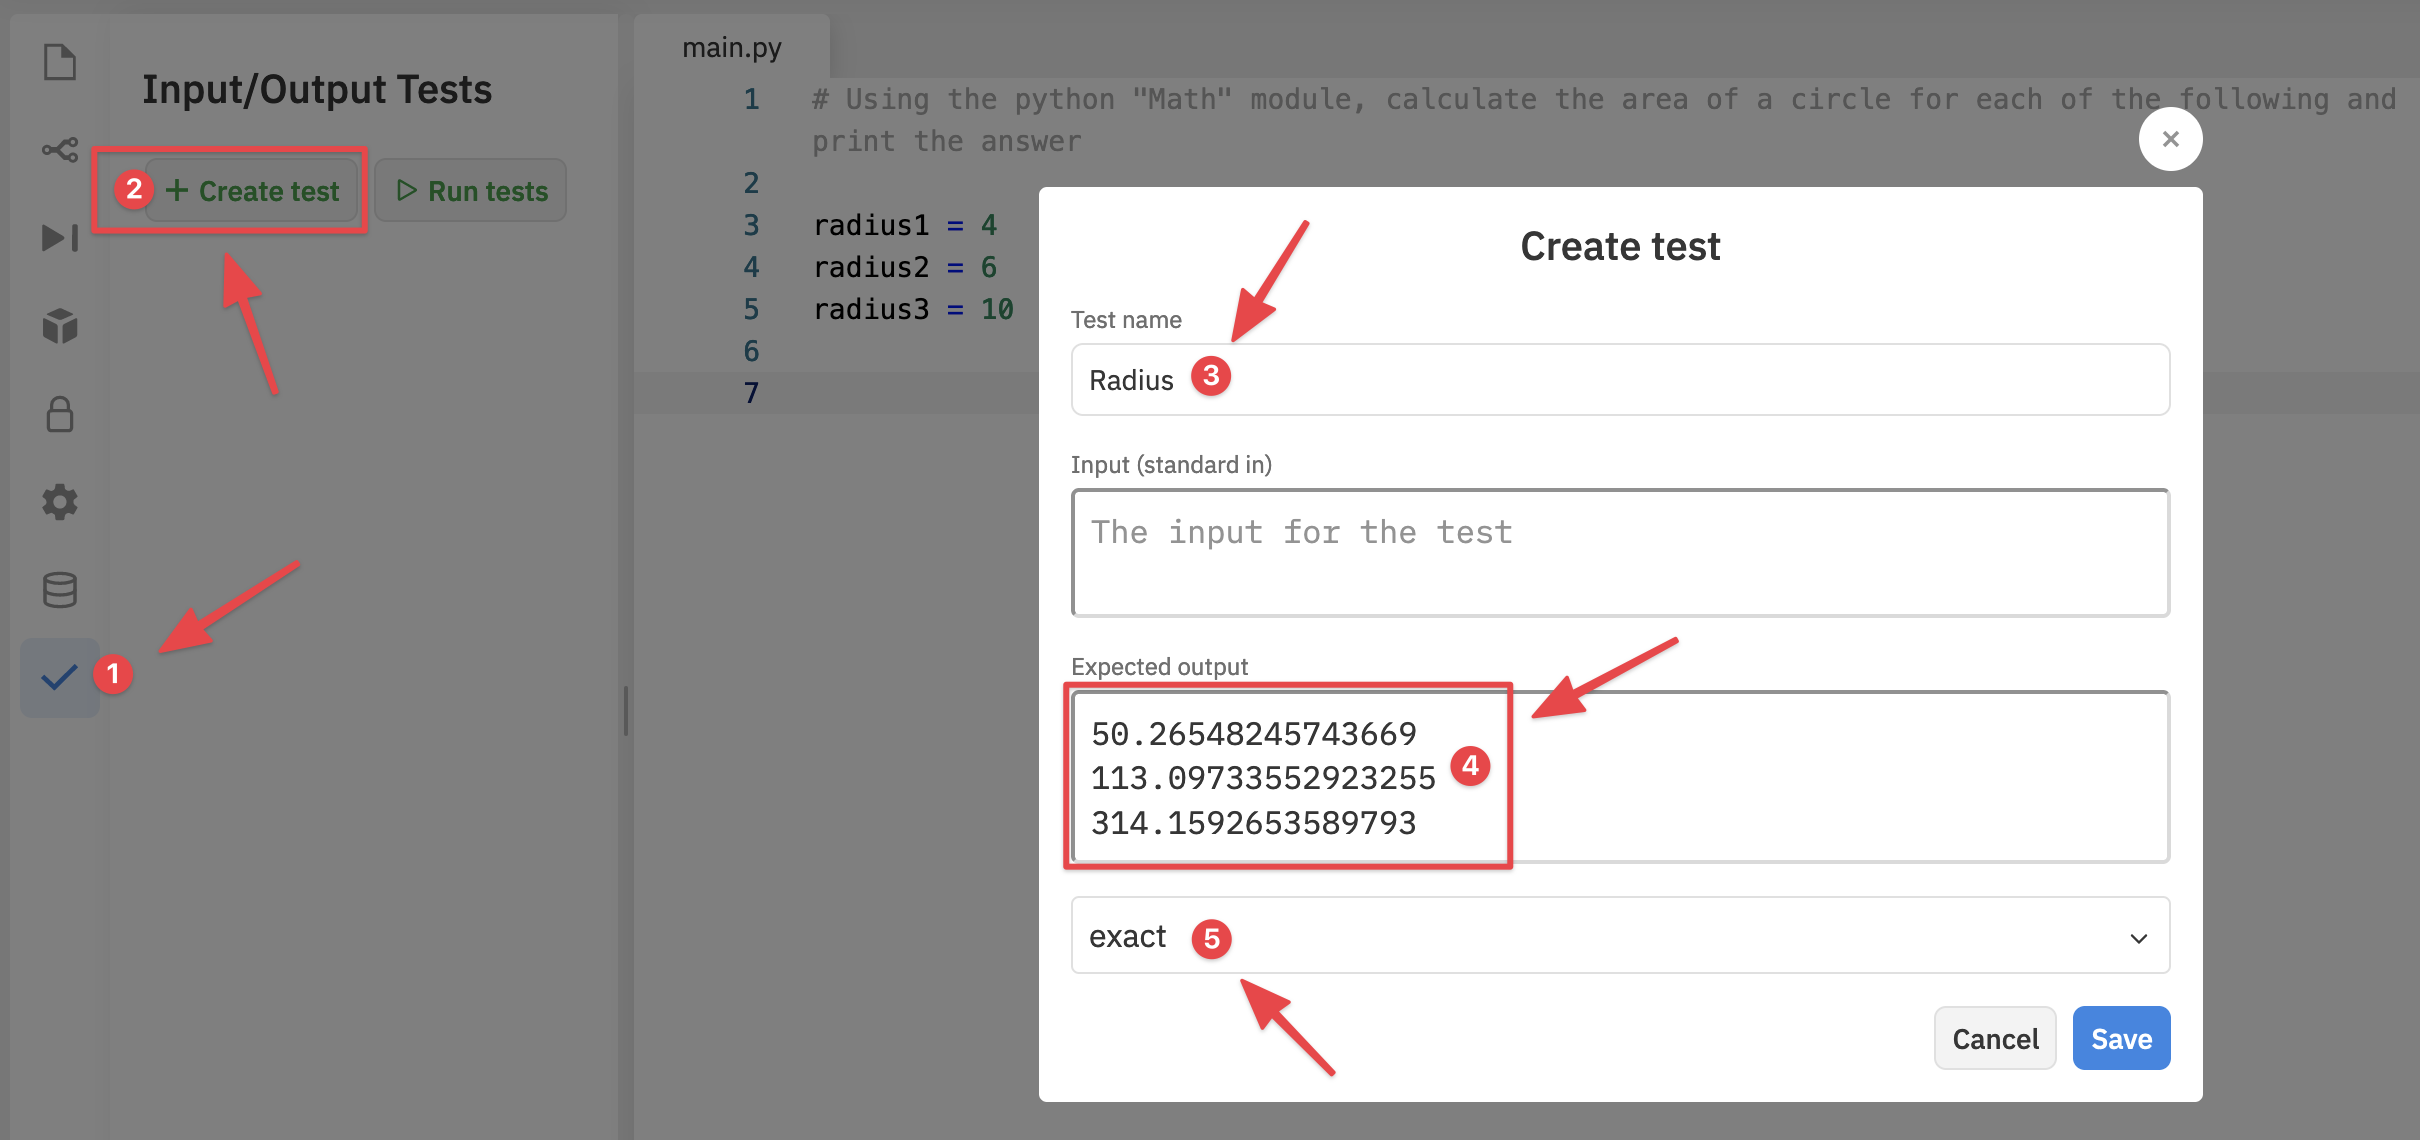 Input/Output Tests
2 + Create test
Run tests
1
main.py
1 # Using the python "Math" module, calculate the area of a circle for each of the following and
print the answer
2
3 radius1 = 4
4 radius2 = 6
5 radius3 = 10
6
7
×
Create test
Test name
Radius 3
Input (standard in)
The input for the test
Expected output
50.26548245743669
113.09733552923255
4
314.1592653589793
exact 5
Cancel Save